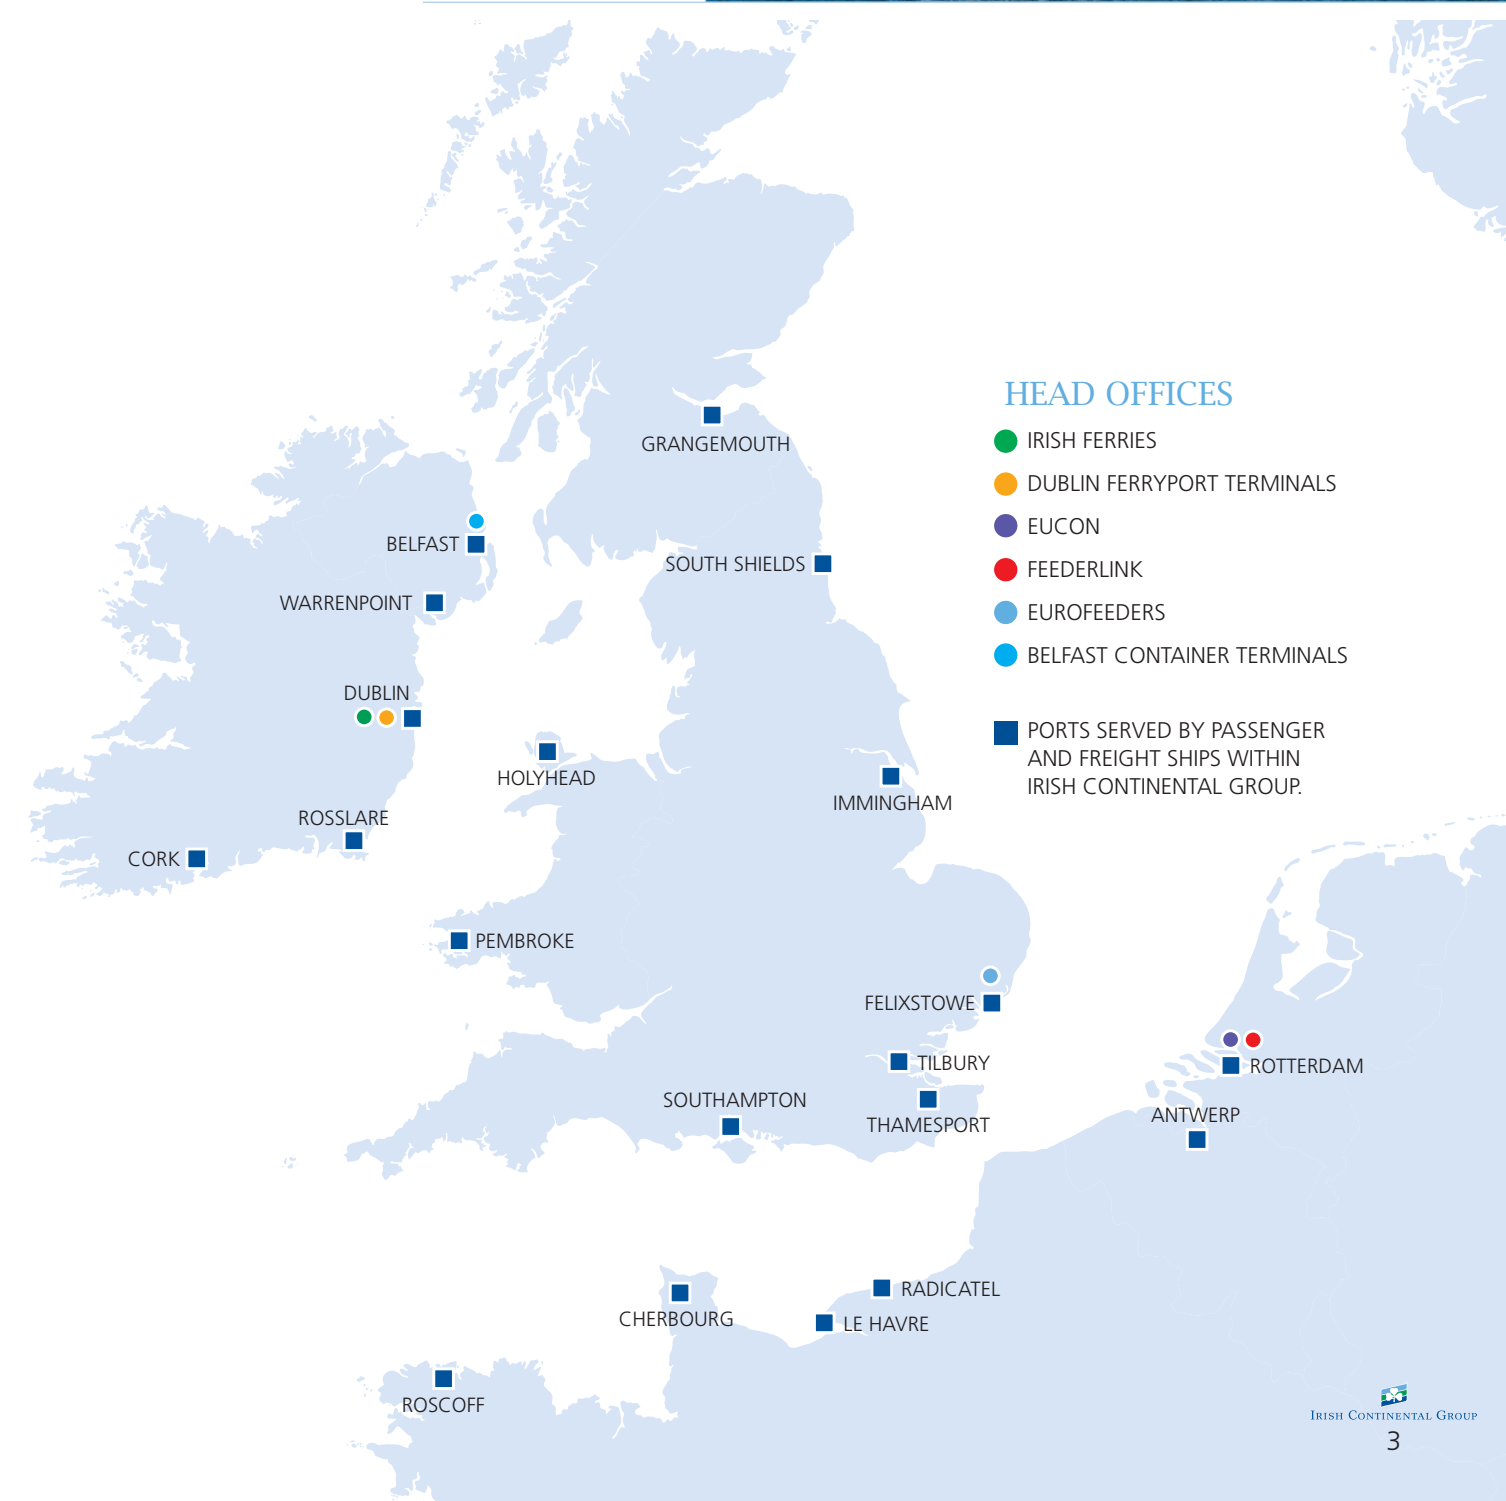 GRANGEMOUTH
HEAD OFFICES
IRISH FERRIES
DUBLIN FERRYPORT TERMINALS
EUCON
FEEDERLINK
EUROFEEDERS
BELFAST CONTAINER TERMINALS
PORTS SERVED BY PASSENGER
AND FREIGHT SHIPS WITHIN
IRISH CONTINENTAL GROUP.
BELFAST
SOUTH SHIELDS
WARRENPOINT
DUBLIN
HOLYHEAD
IMMINGHAM
ROSSLARE
CORK
PEMBROKE
FELIXSTOWE
TILBURY
ROTTERDAM
SOUTHAMPTON
THAMESPORT
ANTWERP
RADICATEL
CHERBOURG
LE HAVRE
ROSCOFF
IRISH CONTINENTAL GROUP
3